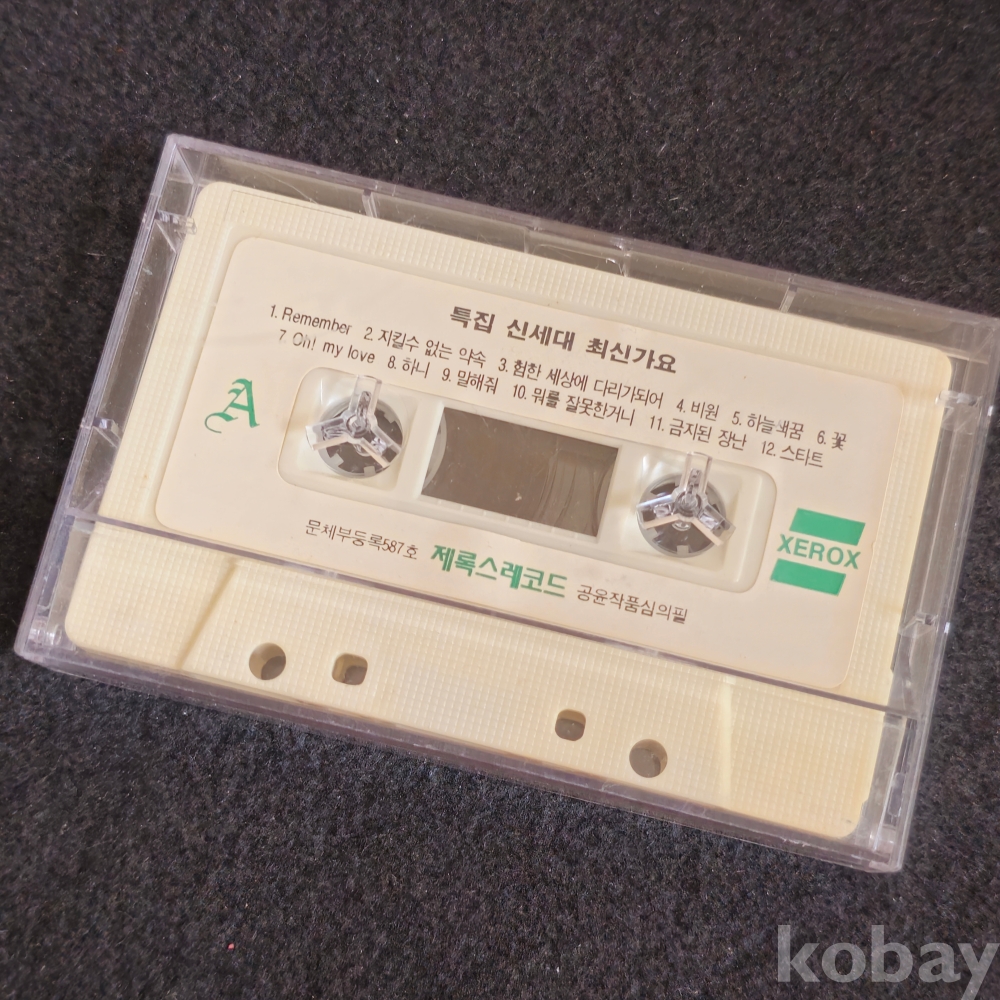 특집 신세대 최신가요
1. Remember 2. 지킬수 없는 약속 3. 험한 세상에 다리가되어 4. 비원 5. 하늘색꿈 6. 꽃
7. Oh! my love 8. 하니 9. 말해줘 10. 뭐를 잘못한거니 11. 금지된 장난 12. 스타트
A
XEROX
문체부등록587호 제록스레코드 공윤작품심의필
kobay